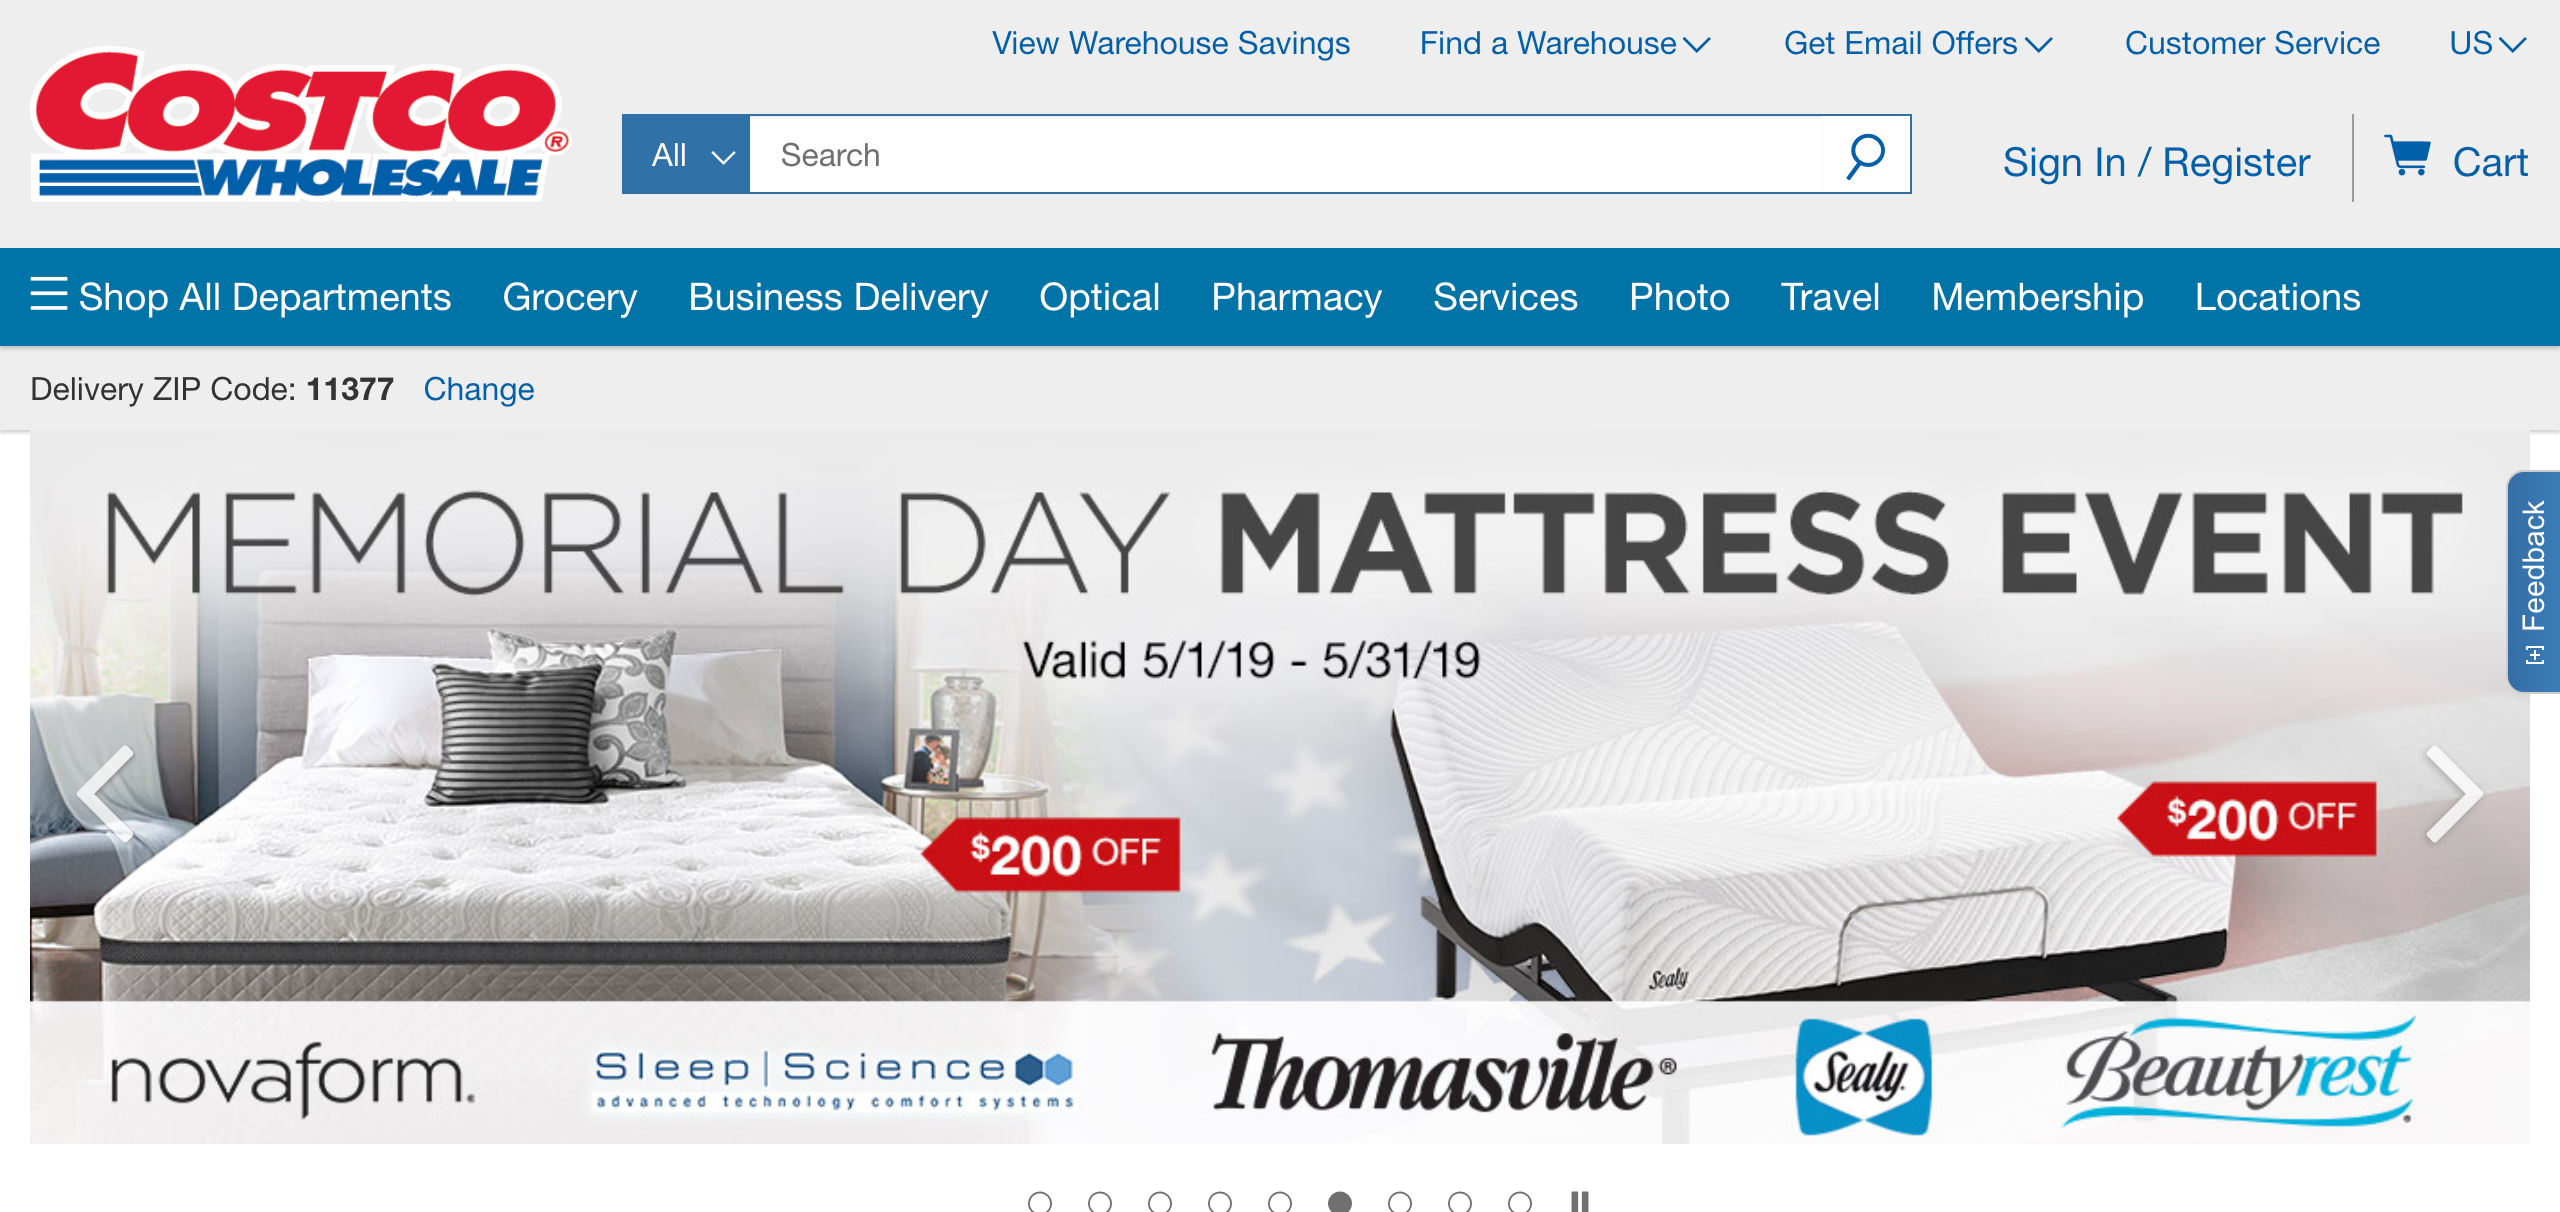 View Warehouse Savings Find a Warehouse Get Email Offers Customer Service US
COSTCO®
WHOLESALE
All Search
Sign In / Register Cart
Shop All Departments Grocery Business Delivery Optical Pharmacy Services Photo Travel Membership Locations
Delivery ZIP Code: 11377 Change
MEMORIAL DAY MATTRESS EVENT
Valid 5/1/19 - 5/31/19
[+] Feedback
$200 OFF
$200 OFF
Sealy
novaform®
Sleep|Science
advanced technology comfort systems
Thomasville®
Sealy®
Beautyrest®